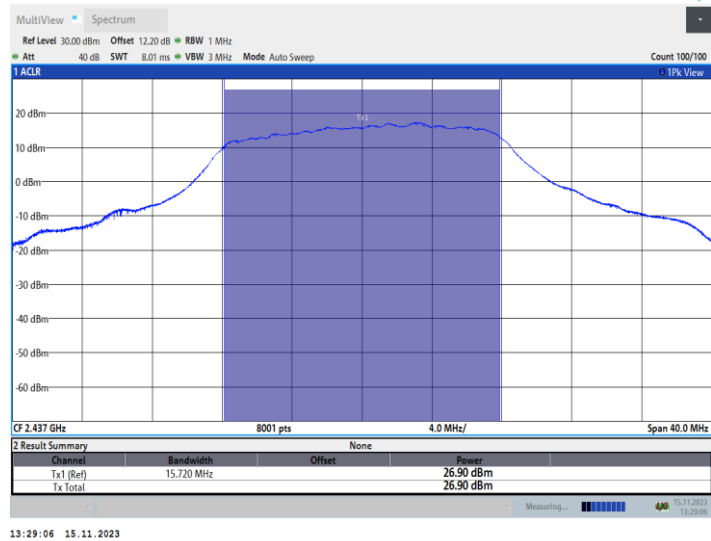 MultiView Spectrum
Ref Level 30.00 dBm Offset 12.20 dB RBW 1 MHz
Att 40 dB SWT 8.01 ms VBW 3 MHz Mode Auto Sweep Count 100/100
1 ACLR 1Pk View
Tx1
20 dBm
10 dBm
0 dBm
-10 dBm
-20 dBm
-30 dBm
-40 dBm
-50 dBm
-60 dBm
CF 2.437 GHz 8001 pts 4.0 MHz/ Span 40.0 MHz
2 Result Summary None
Channel Bandwidth Offset Power
Tx1 (Ref) 15.720 MHz 26.90 dBm
Tx Total 26.90 dBm
Measuring... 15.11.2023
13:29:06
13:29:06 15.11.2023